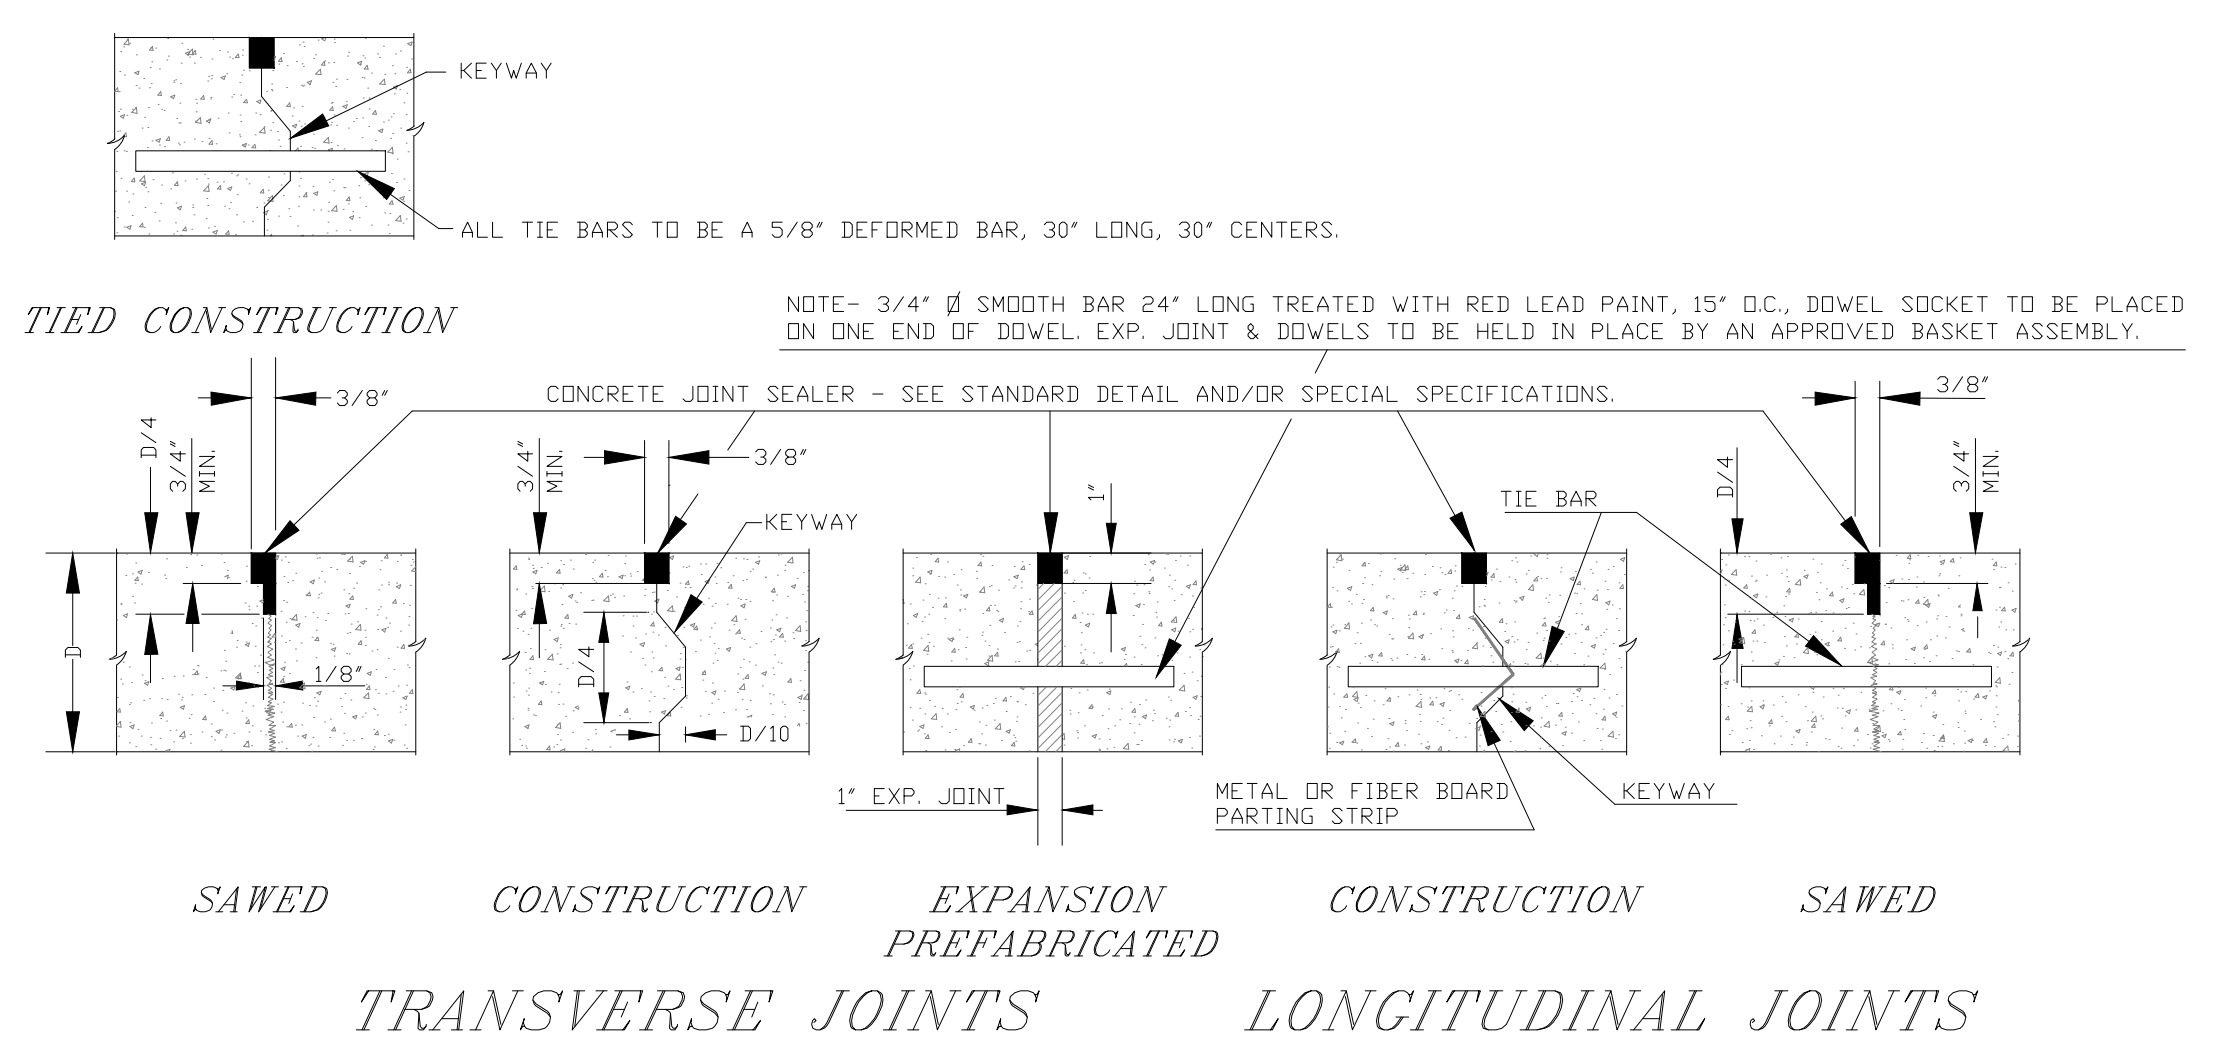 KEYWAY
ALL TIE BARS TO BE A 5/8" DEFORMED BAR, 30" LONG, 30" CENTERS.
TIED CONSTRUCTION
NOTE- 3/4" Ø SMOOTH BAR 24" LONG TREATED WITH RED LEAD PAINT, 15" O.C., DOWEL SOCKET TO BE PLACED
ON ONE END OF DOWEL. EXP. JOINT & DOWELS TO BE HELD IN PLACE BY AN APPROVED BASKET ASSEMBLY.
CONCRETE JOINT SEALER - SEE STANDARD DETAIL AND/OR SPECIAL SPECIFICATIONS.
3/8"
D/4
3/4"
MIN.
D
1/8"
3/4"
MIN.
3/8"
KEYWAY
D/4
D/10
1"
1" EXP. JOINT
TIE BAR
METAL OR FIBER BOARD
PARTING STRIP
KEYWAY
3/8"
D/4
3/4"
MIN.
SAWED
CONSTRUCTION
EXPANSION
PREFABRICATED
CONSTRUCTION
SAWED
TRANSVERSE JOINTS
LONGITUDINAL JOINTS